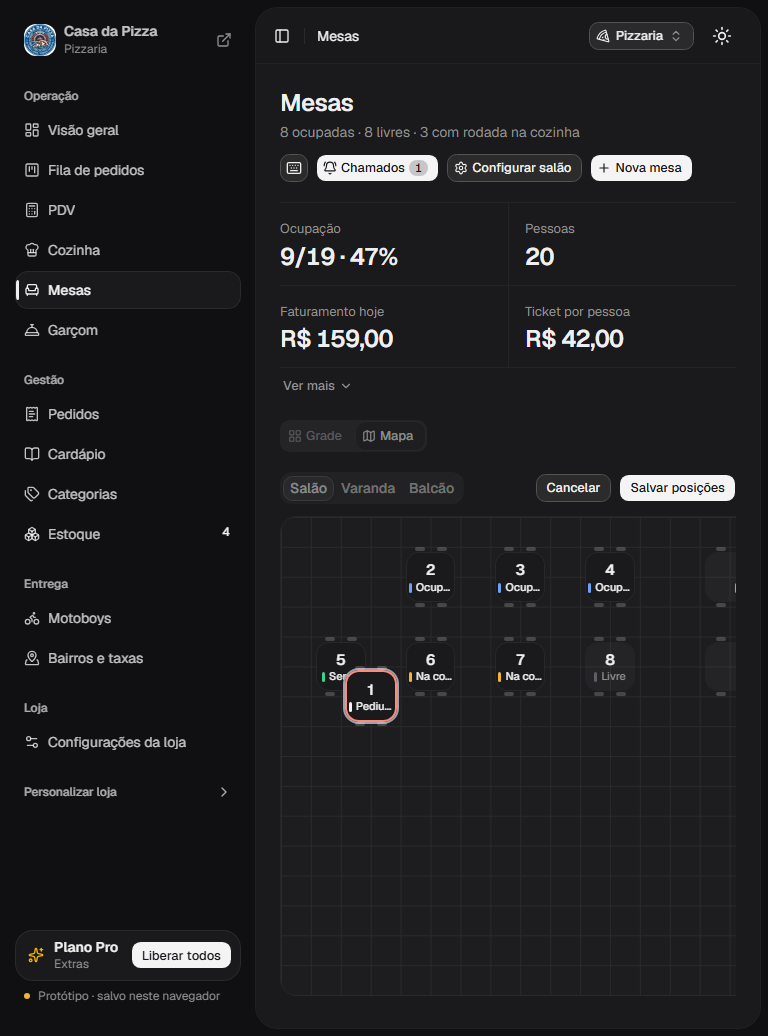 Casa da Pizza
Pizzaria
Mesas
Pizzaria
Operação
Visão geral
Fila de pedidos
PDV
Cozinha
Mesas
Garçom
Gestão
Pedidos
Cardápio
Categorias
Estoque 4
Entrega
Motoboys
Bairros e taxas
Loja
Configurações da loja
Personalizar loja
Plano Pro
Extras
Liberar todos
Protótipo · salvo neste navegador
Mesas
8 ocupadas · 8 livres · 3 com rodada na cozinha
Chamados 1
Configurar salão
Nova mesa
Ocupação
9/19 · 47%
Pessoas
20
Faturamento hoje
R$ 159,00
Ticket por pessoa
R$ 42,00
Ver mais
Grade Mapa
Salão Varanda Balcão
Cancelar
Salvar posições
2
Ocup...
3
Ocup...
4
Ocup...
5
Ser
6
Na co...
7
Na co...
8
Livre
1
Pediu...